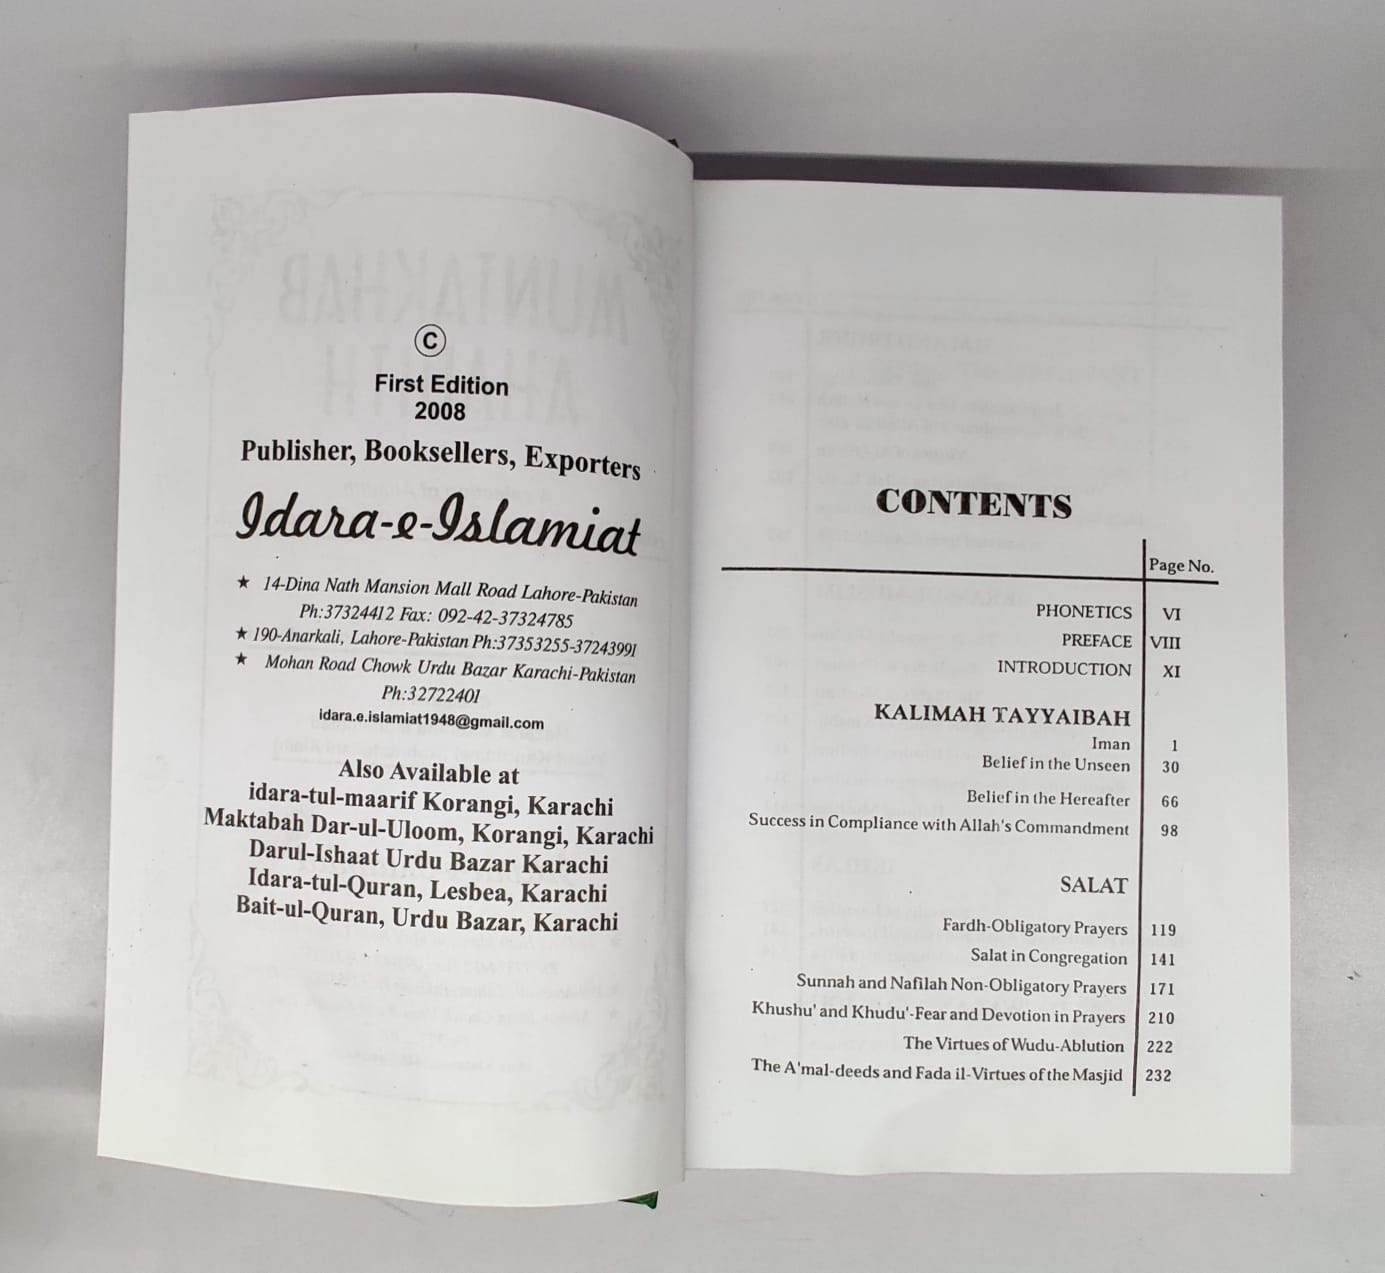 ©
First Edition
2008
Publisher, Booksellers, Exporters
Idara-e-Islamiat
★ 14-Dina Nath Mansion Mall Road Lahore-Pakistan
Ph:37324412 Fax: 092-42-37324785
★ 190-Anarkali, Lahore-Pakistan Ph:37353255-3724399l
★ Mohan Road Chowk Urdu Bazar Karachi-Pakistan
Ph:32722401
idara.e.islamiat1948@gmail.com
Also Available at
idara-tul-maarif Korangi, Karachi
Maktabah Dar-ul-Uloom, Korangi, Karachi
Darul-Ishaat Urdu Bazar Karachi
Idara-tul-Quran, Lesbea, Karachi
Bait-ul-Quran, Urdu Bazar, Karachi
CONTENTS
Page No.
PHONETICS VI
PREFACE VIII
INTRODUCTION XI
KALIMAH TAYYAIBAH
Iman 1
Belief in the Unseen 30
Belief in the Hereafter 66
Success in Compliance with Allah's Commandment 98
SALAT
Fardh-Obligatory Prayers 119
Salat in Congregation 141
Sunnah and Nafilah Non-Obligatory Prayers 171
Khushu' and Khudu'-Fear and Devotion in Prayers 210
The Virtues of Wudu-Ablution 222
The A'mal-deeds and Fada il-Virtues of the Masjid 232